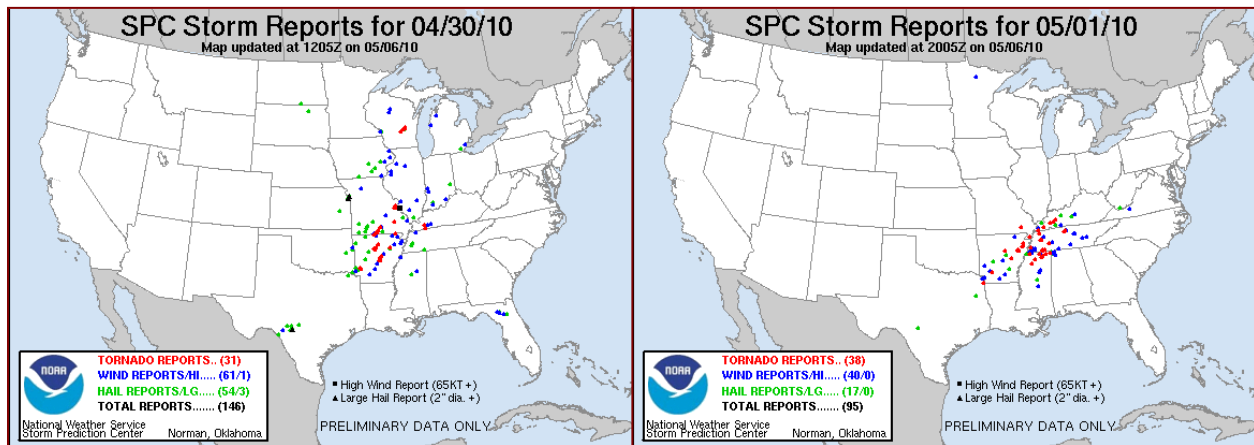 SPC Storm Reports for 04/30/10
Map updated at 1205Z on 05/06/10
NOAA
TORNADO REPORTS.. (31)
WIND REPORTS/HI..... (61/1)
HAIL REPORTS/LG..... (54/3)
TOTAL REPORTS....... (146)
National Weather Service
Storm Prediction Center Norman, Oklahoma
■ High Wind Report (65KT +)
▲ Large Hail Report (2" dia. +)
PRELIMINARY DATA ONLY
SPC Storm Reports for 05/01/10
Map updated at 2005Z on 05/06/10
NOAA
TORNADO REPORTS.. (38)
WIND REPORTS/HI..... (40/0)
HAIL REPORTS/LG..... (17/0)
TOTAL REPORTS....... (95)
National Weather Service
Storm Prediction Center Norman, Oklahoma
■ High Wind Report (65KT +)
▲ Large Hail Report (2" dia. +)
PRELIMINARY DATA ONLY